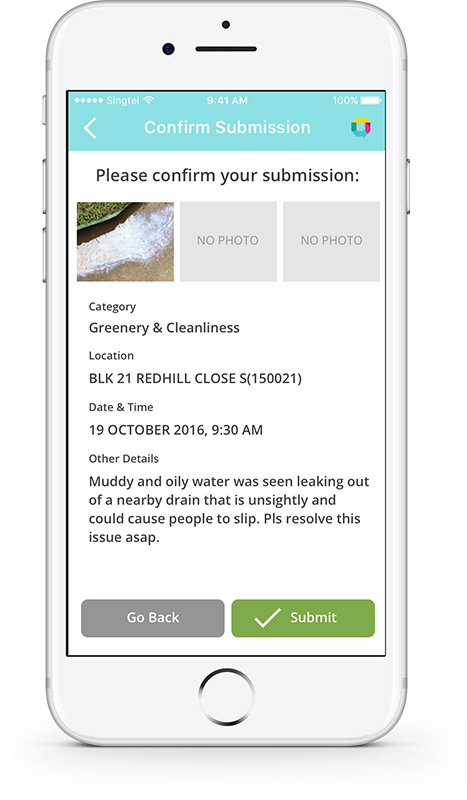 Singtel 9:41 AM 100%
Confirm Submission
Please confirm your submission:
NO PHOTO NO PHOTO
Category
Greenery & Cleanliness
Location
BLK 21 REDHILL CLOSE S(150021)
Date & Time
19 OCTOBER 2016, 9:30 AM
Other Details
Muddy and oily water was seen leaking out
of a nearby drain that is unsightly and
could cause people to slip. Pls resolve this
issue asap.
Go Back Submit